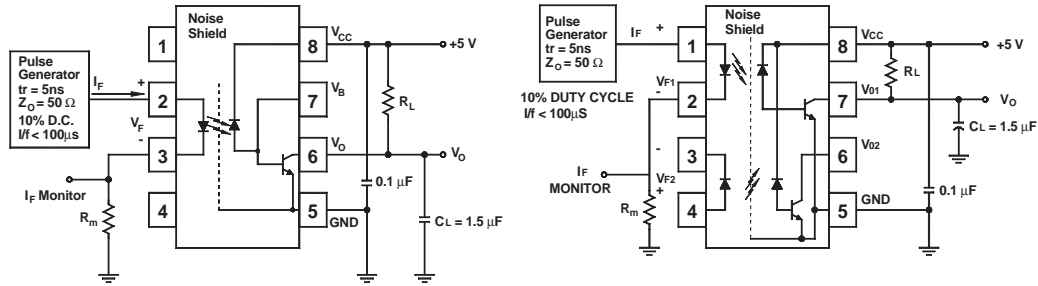 Noise
Shield
Pulse
Generator
tr = 5ns
ZO = 50 Ω
10% D.C.
I/f < 100μs
IF
+
VF
-
IF Monitor
Rm
1
2
3
4
8
7
6
5
VCC
VB
VO
GND
+5 V
RL
VO
0.1 μF
CL = 1.5 μF
Pulse
Generator
tr = 5ns
ZO = 50 Ω
IF
+
10% DUTY CYCLE
I/f < 100μS
VF1
-
-
VF2
+
IF
MONITOR
Rm
Noise
Shield
1
2
3
4
8
7
6
5
VCC
V01
V02
GND
+5 V
RL
VO
CL = 1.5 μF
0.1 μF